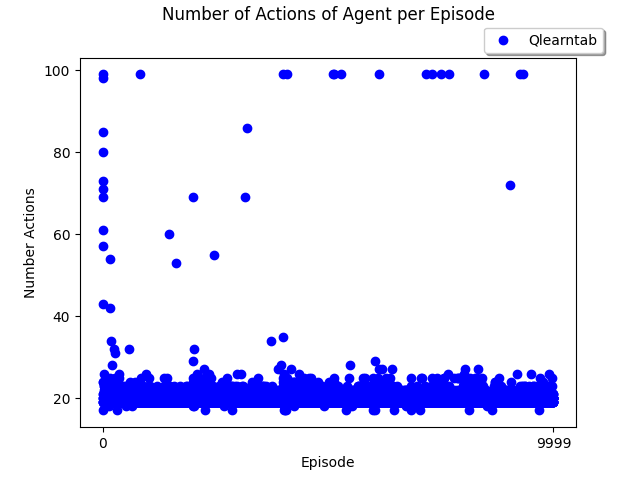 Number of Actions of Agent per Episode
Qlearntab
100
80
60
40
20
Number Actions
0
9999
Episode